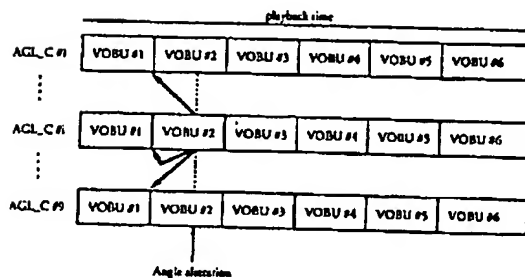 playback time
AGL_C #1 VOBU #1 VOBU #2 VOBU #3 VOBU #4 VOBU #5 VOBU #6
AGL_C #i VOBU #1 VOBU #2 VOBU #3 VOBU #4 VOBU #5 VOBU #6
AGL_C #9 VOBU #1 VOBU #2 VOBU #3 VOBU #4 VOBU #5 VOBU #6
Angle alteration